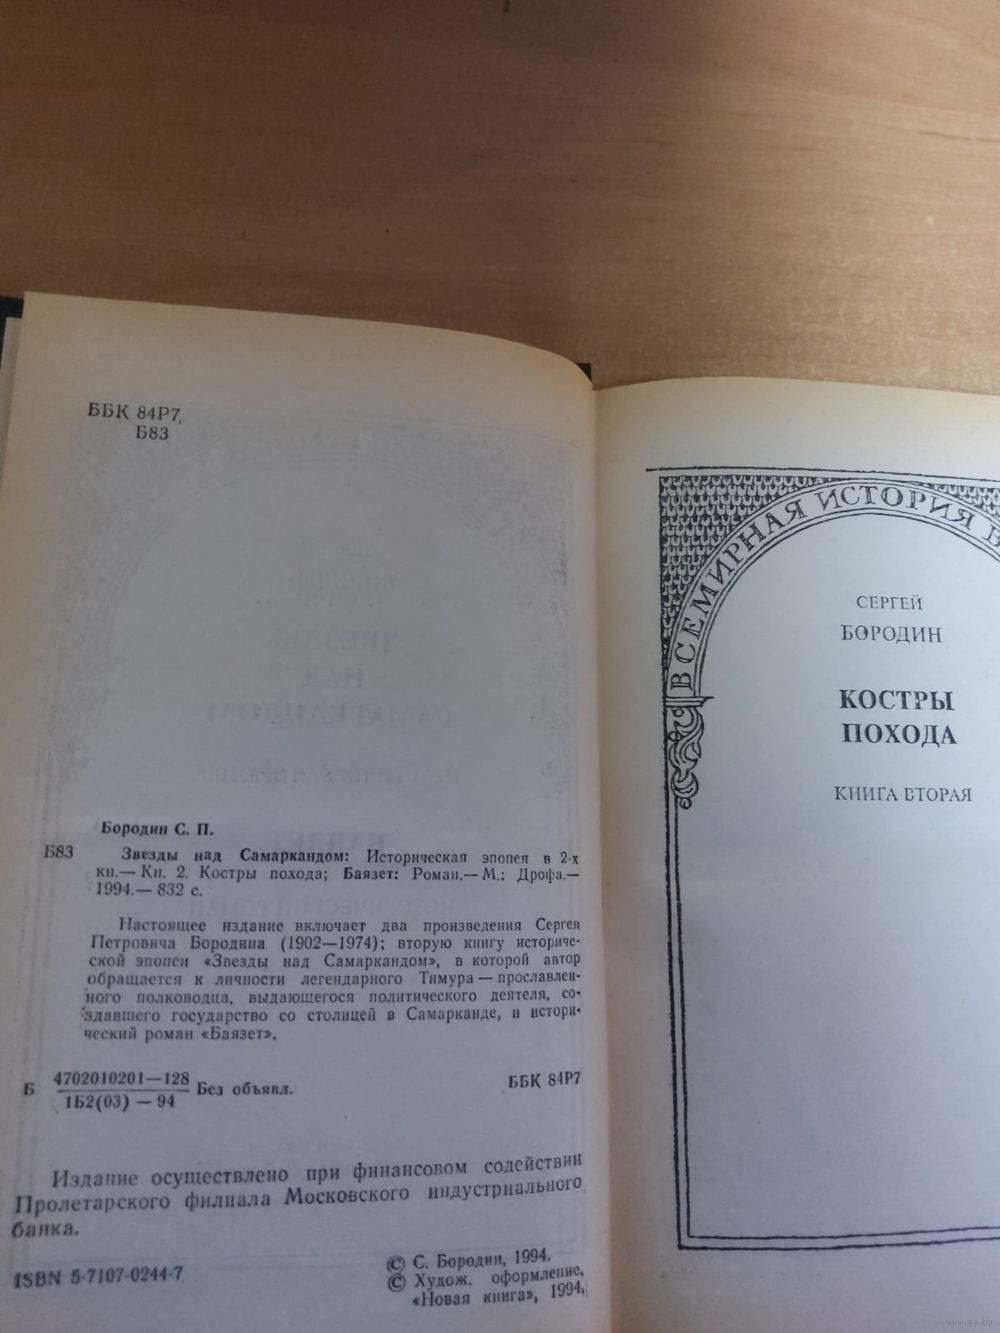 ББК 84Р7
Б83
Бородин С. П.
Б83 Звезды над Самаркандом: Историческая эпопея в 2-х
кн.— Кн. 2. Костры похода; Баязет: Роман.— М.: Дрофа.—
1994.— 832 с.
Настоящее издание включает два произведения Сергея
Петровича Бородина (1902—1974); вторую книгу историче-
ской эпопеи «Звезды над Самаркандом», в которой автор
обращается к личности легендарного Тимура — прославлен-
ного полководца, выдающегося политического деятеля, со-
здавшего государство со столицей в Самарканде, и истори-
ческий роман «Баязет».
4702010201—128
Б Без объявл. ББК 84Р7
1Б2(03) — 94
Издание осуществлено при финансовом содействии
Пролетарского филиала Московского индустриального
банка.
ISBN 5-7107-0244-7
© С. Бородин, 1994.
© Худож. оформление,
«Новая книга», 1994.
ВСЕМИРНАЯ ИСТОРИЯ В
СЕРГЕЙ
БОРОДИН
КОСТРЫ
ПОХОДА
КНИГА ВТОРАЯ
www.ay.by